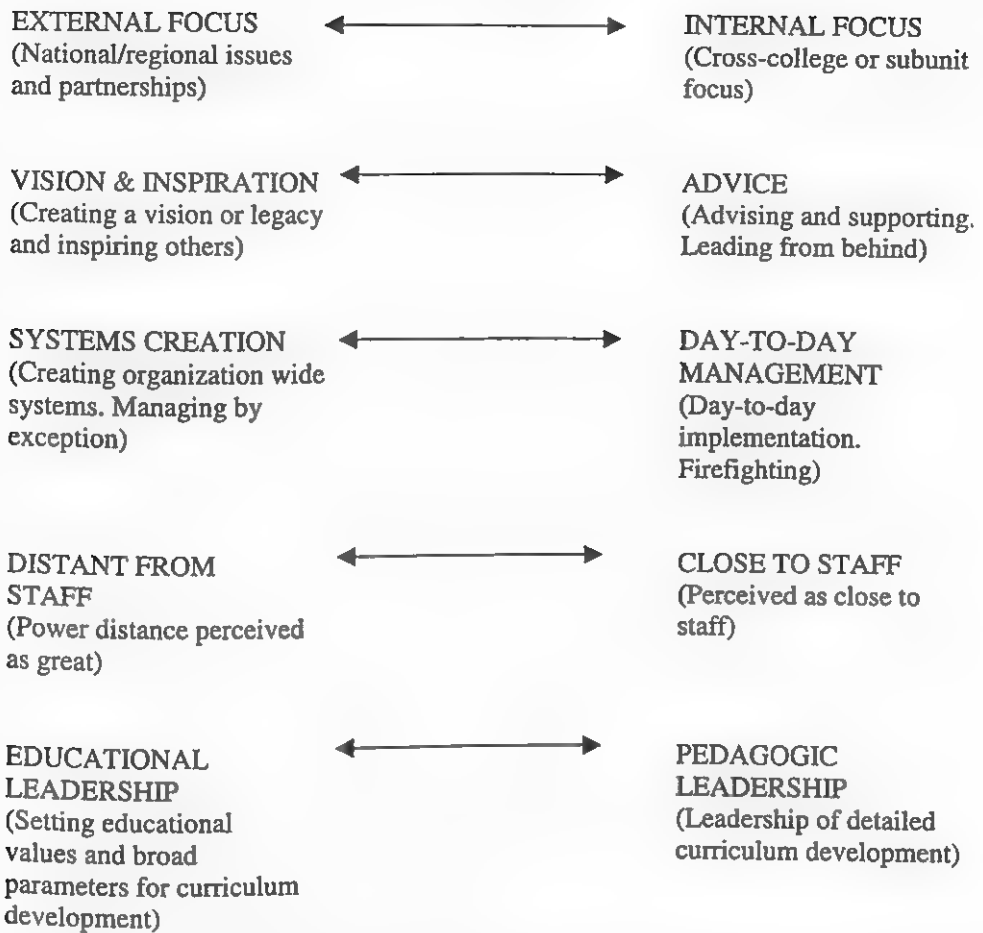 EXTERNAL FOCUS
(National/regional issues
and partnerships)
INTERNAL FOCUS
(Cross-college or subunit
focus)
VISION & INSPIRATION
(Creating a vision or legacy
and inspiring others)
ADVICE
(Advising and supporting.
Leading from behind)
SYSTEMS CREATION
(Creating organization wide
systems. Managing by
exception)
DAY-TO-DAY
MANAGEMENT
(Day-to-day
implementation.
Firefighting)
DISTANT FROM
STAFF
(Power distance perceived
as great)
CLOSE TO STAFF
(Perceived as close to
staff)
EDUCATIONAL
LEADERSHIP
(Setting educational
values and broad
parameters for curriculum
development)
PEDAGOGIC
LEADERSHIP
(Leadership of detailed
curriculum development)